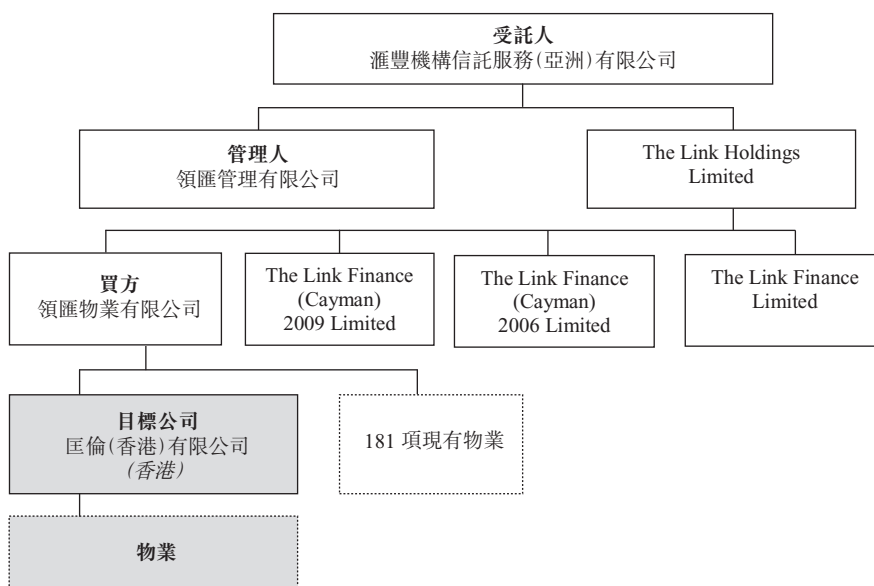 受託人
滙豐機構信託服務(亞洲)有限公司
管理人
領匯管理有限公司
The Link Holdings
Limited
買方
領匯物業有限公司
The Link Finance
(Cayman)
2009 Limited
The Link Finance
(Cayman)
2006 Limited
The Link Finance
Limited
目標公司
匡倫(香港)有限公司
(香港)
181 項現有物業
物業